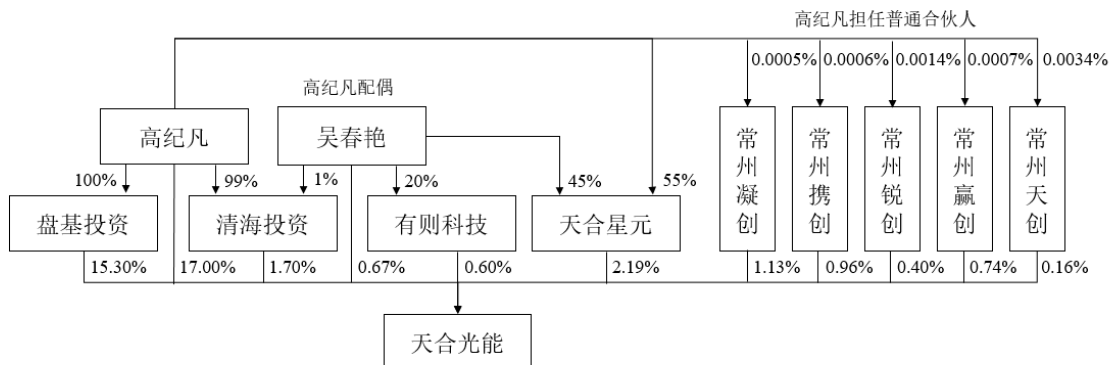 高纪凡担任普通合伙人
0.0005% 0.0006% 0.0014% 0.0007% 0.0034%
高纪凡配偶
高纪凡
吴春艳
100%
99%
1%
20%
45%
55%
盘基投资
清海投资
有则科技
天合星元
常州凝创
常州携创
常州锐创
常州赢创
常州天创
15.30% 17.00% 1.70% 0.67% 0.60% 2.19% 1.13% 0.96% 0.40% 0.74% 0.16%
天合光能